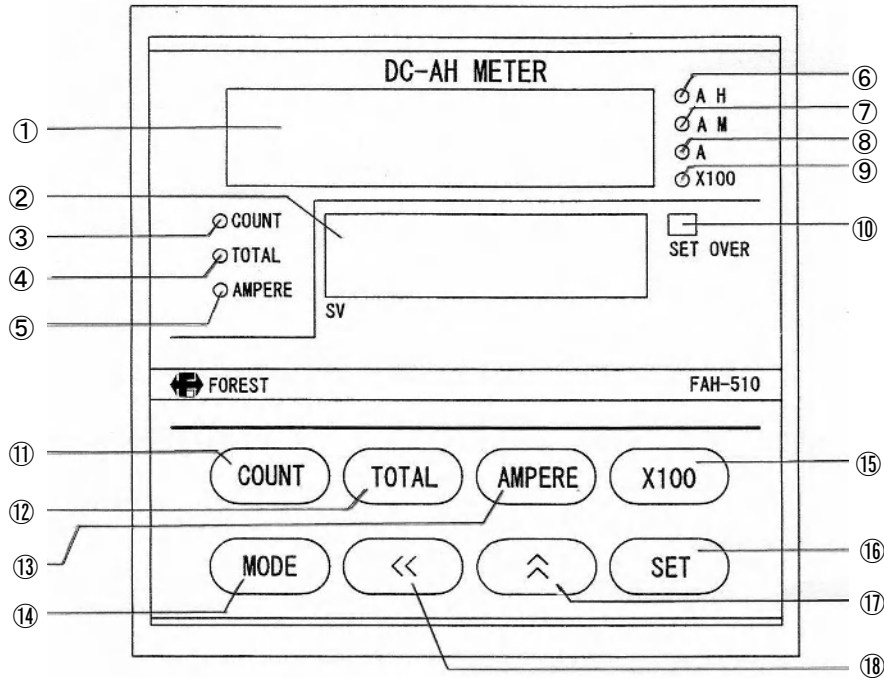 DC-AH METER
⑥
A H
①
⑦
A M
⑧
A
⑨
X100
②
③
COUNT
⑩
SET OVER
④
TOTAL
⑤
AMPERE
SV
FOREST
FAH-510
⑪
COUNT
TOTAL
AMPERE
X100
⑮
⑫
⑬
MODE
<<
SET
⑯
⑭
⑰
⑱